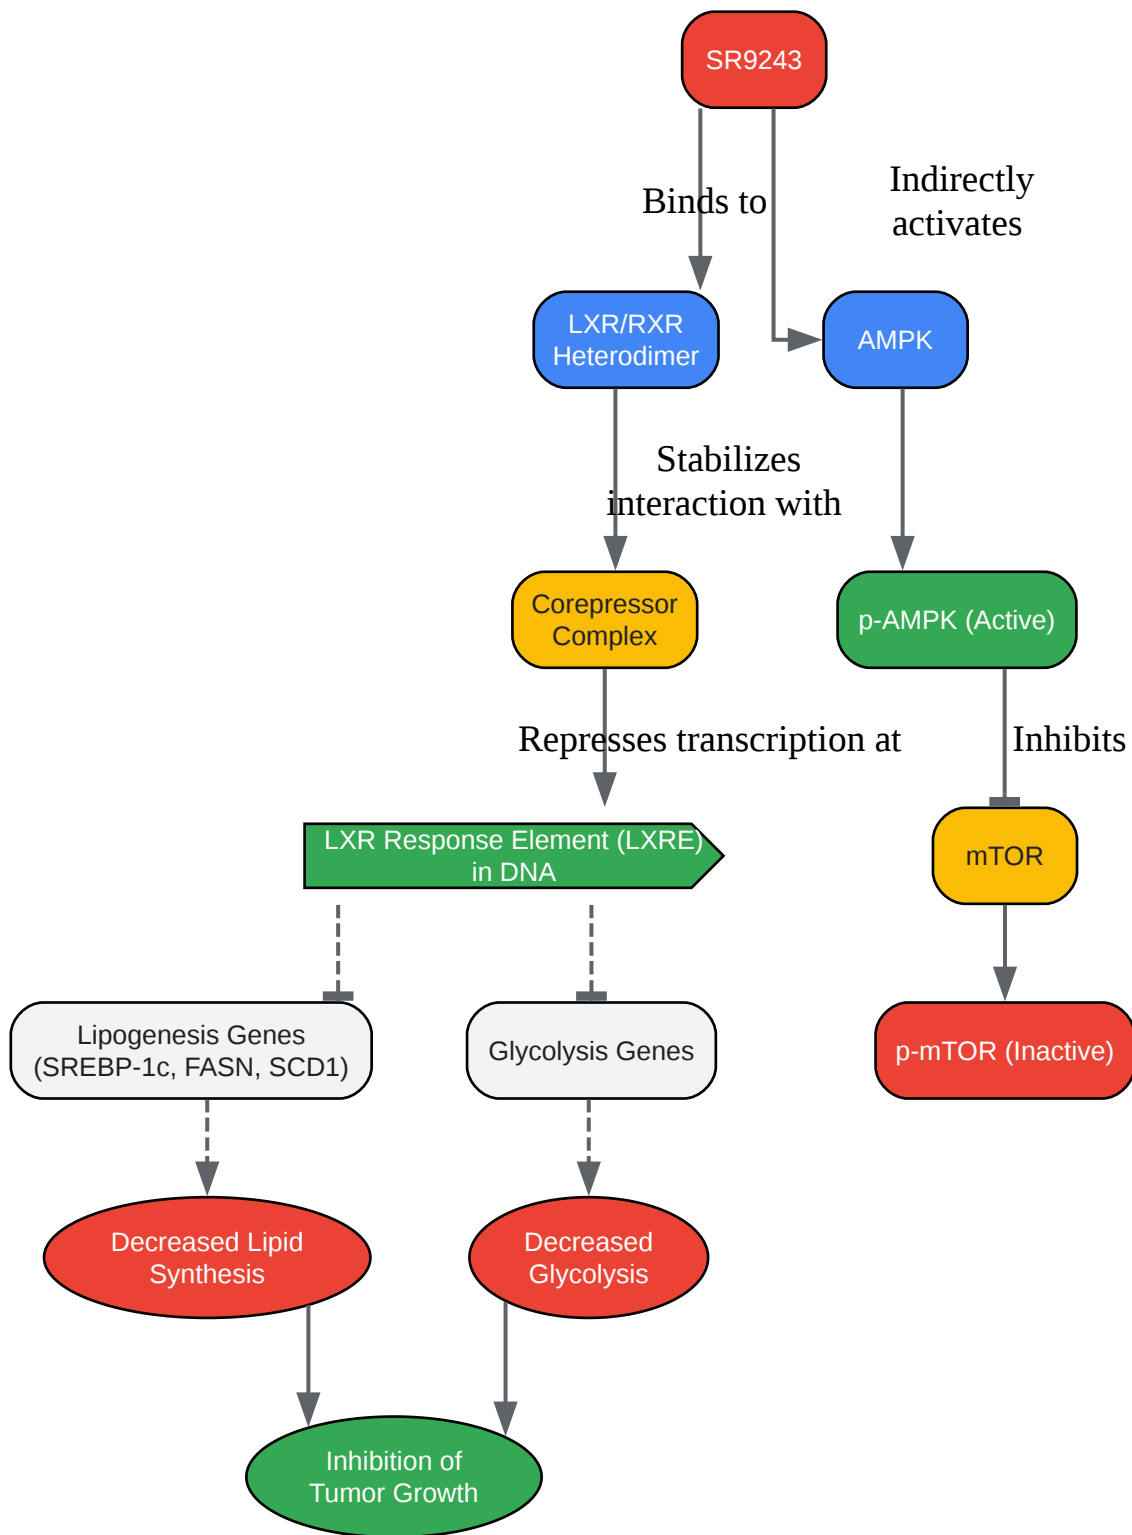 SR9243
Binds to
Indirectly
activates
LXR/RXR
Heterodimer
AMPK
Stabilizes
interaction with
Corepressor
Complex
p-AMPK (Active)
Represses transcription at
Inhibits
LXR Response Element (LXRE)
in DNA
mTOR
Lipogenesis Genes
(SREBP-1c, FASN, SCD1)
Glycolysis Genes
p-mTOR (Inactive)
Decreased Lipid
Synthesis
Decreased
Glycolysis
Inhibition of
Tumor Growth